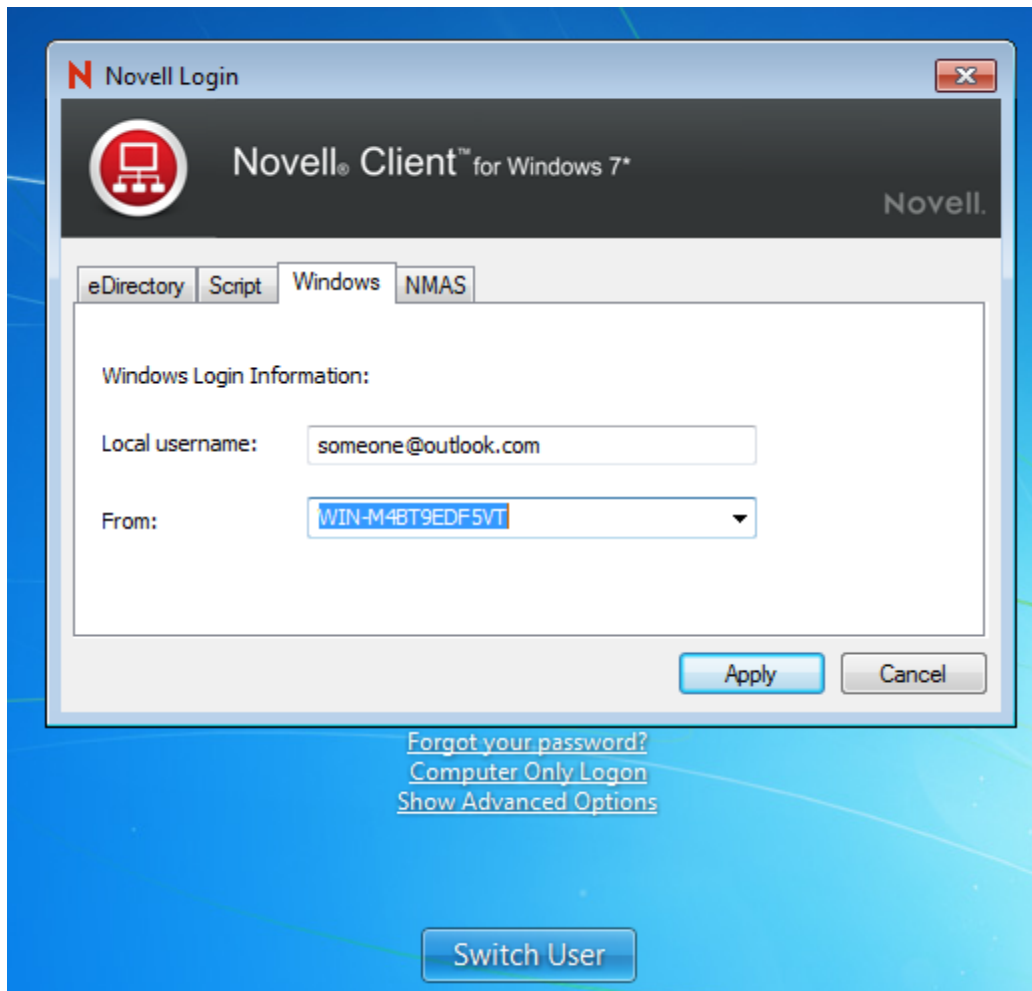 N Novell Login
Novell® Client™ for Windows 7*
Novell.
eDirectory Script Windows NMAS
Windows Login Information:
Local username: someone@outlook.com
From: WIN-M4BT9EDF5VT
Apply Cancel
Forgot your password?
Computer Only Logon
Show Advanced Options
Switch User